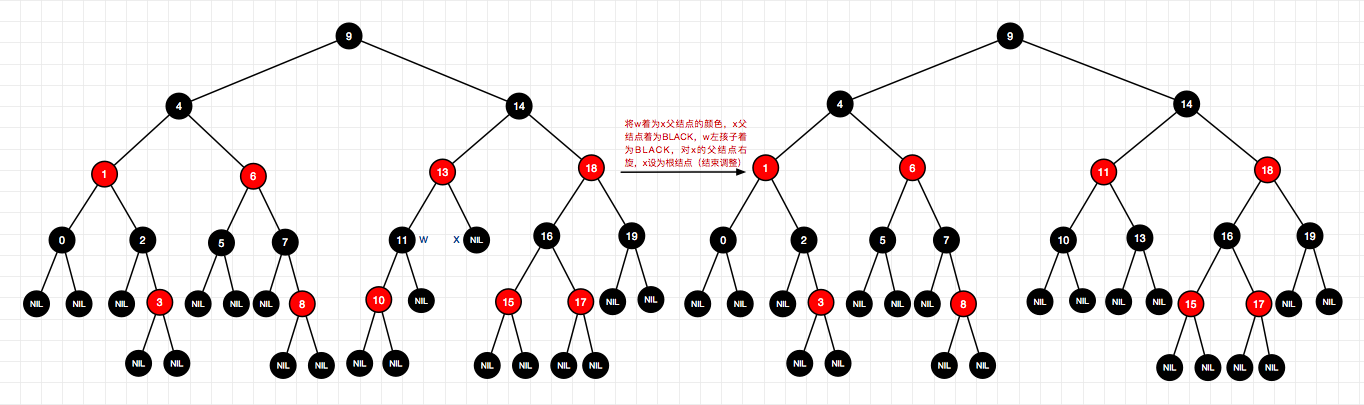 9 9
4 14 4 14
将w着为x父结点的颜色，x父
结点着为BLACK，w左孩子着
为BLACK，对x的父结点右
旋，x设为根结点（结束调整）
1 6 13 18 1 6 11 18
0 2 5 7 11 W X NIL 16 19 0 2 5 7 10 13 16 19
NIL NIL NIL 3 NIL NIL NIL 8 10 NIL 15 17 NIL NIL NIL NIL NIL 3 NIL NIL NIL 8 NIL NIL NIL NIL 15 17 NIL NIL
NIL NIL NIL NIL NIL NIL NIL NIL NIL NIL NIL NIL NIL NIL NIL NIL NIL NIL